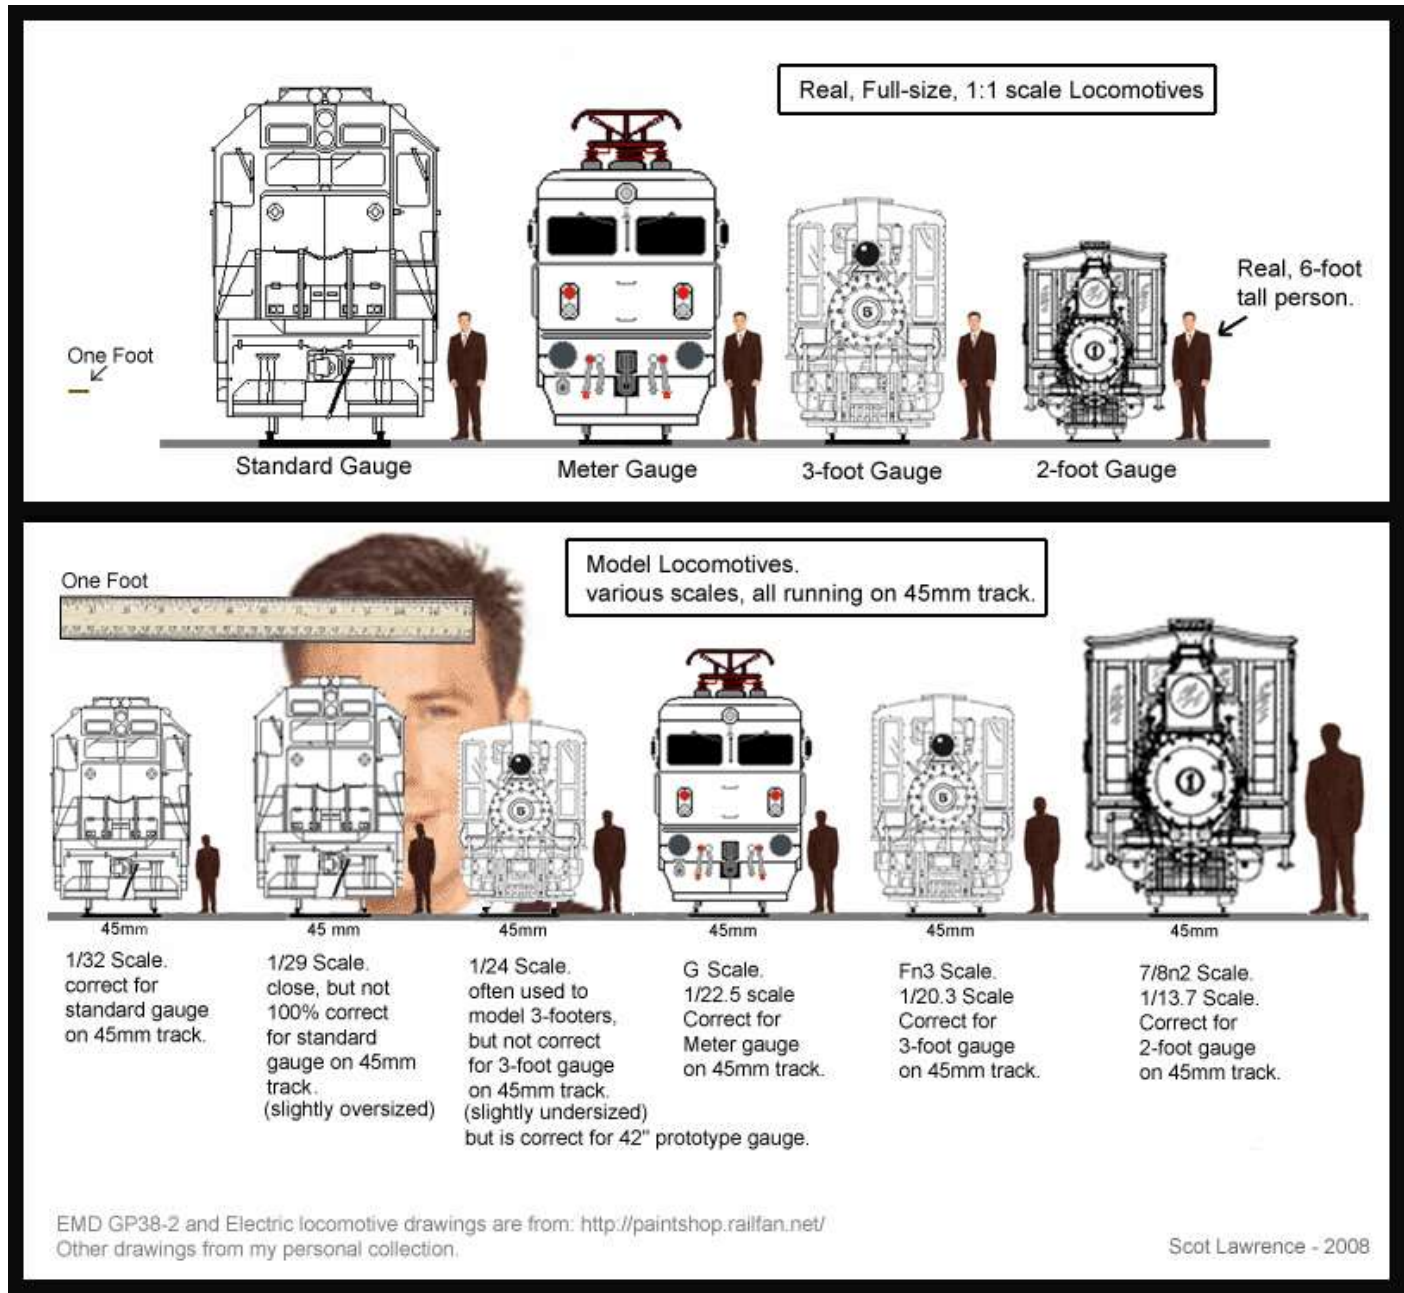 Real, Full-size, 1:1 scale Locomotives
Real, 6-foot
tall person.
One Foot
5
1
Standard Gauge
Meter Gauge
3-foot Gauge
2-foot Gauge
Model Locomotives.
various scales, all running on 45mm track.
One Foot
5
5
1
45mm
45 mm
45mm
45mm
45mm
45mm
1/32 Scale.
correct for
standard gauge
on 45mm track.
1/29 Scale.
close, but not
100% correct
for standard
gauge on 45mm
track.
(slightly oversized)
1/24 Scale.
often used to
model 3-footers,
but not correct
for 3-foot gauge
on 45mm track.
(slightly undersized)
but is correct for 42" prototype gauge.
G Scale.
1/22.5 scale
Correct for
Meter gauge
on 45mm track.
Fn3 Scale.
1/20.3 Scale
Correct for
3-foot gauge
on 45mm track.
7/8n2 Scale.
1/13.7 Scale.
Correct for
2-foot gauge
on 45mm track.
EMD GP38-2 and Electric locomotive drawings are from: http://paintshop.railfan.net/
Other drawings from my personal collection.
Scot Lawrence - 2008